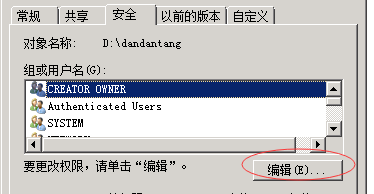 常规 共享 安全 以前的版本 自定义
对象名称: D:\dandantang
组或用户名(G):
CREATOR OWNER
Authenticated Users
SYSTEM
要更改权限，请单击“编辑”。 编辑(E)...